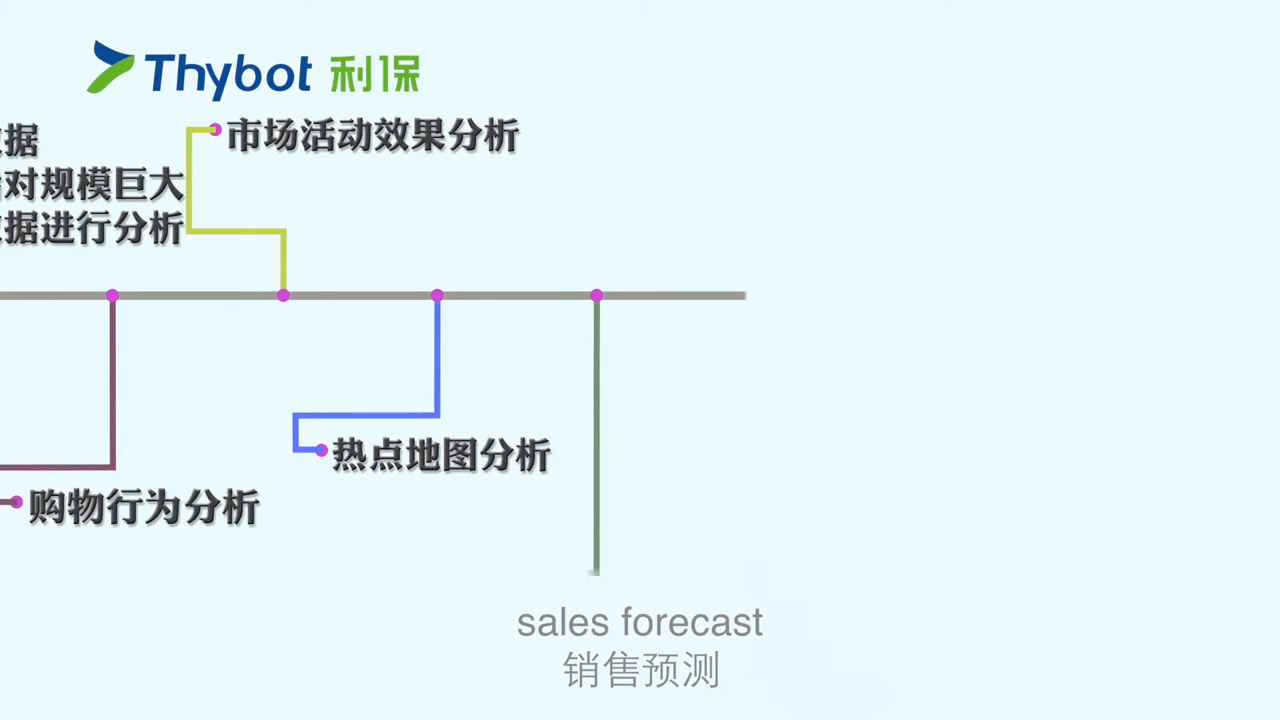 Thybot 利保
据
市场活动效果分析
对规模巨大
据进行分析
热点地图分析
购物行为分析
sales forecast
销售预测